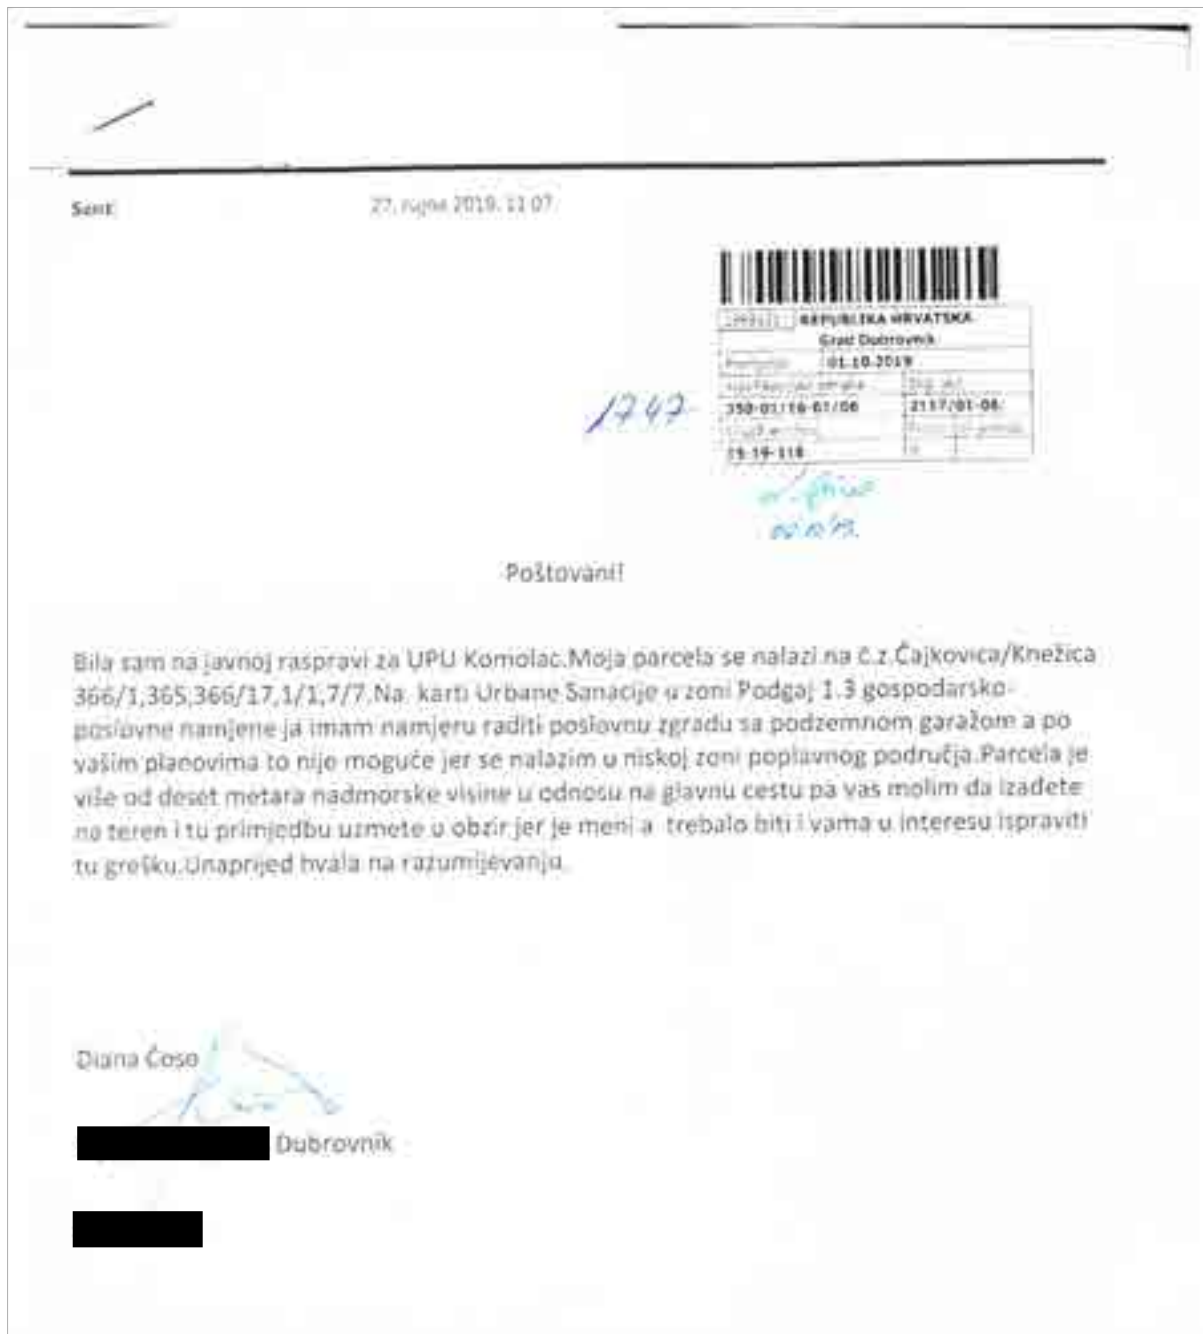 Sent: 27. rujna 2019. 11:07
REPUBLIKA HRVATSKA
Grad Dubrovnik
01.10.2019
350-01/16-01/06 2117/01-06
1747
15-19-118
Poštovani!
Bila sam na javnoj raspravi za UPU Komolac.Moja parcela se nalazi na č.z.Čajkovica/Knežica
366/1,365,366/17,1/1,7/7.Na karti Urbane Sanacije u zoni Podgaj 1.3 gospodarsko-
poslovne namjene ja imam namjeru raditi poslovnu zgradu sa podzemnom garažom a po
vašim planovima to nije moguće jer se nalazim u niskoj zoni poplavnog područja.Parcela je
više od deset metara nadmorske visine u odnosu na glavnu cestu pa vas molim da izađete
na teren i tu primjedbu uzmete u obzir jer je meni a trebalo biti i vama u interesu ispraviti
tu grešku.Unaprijed hvala na razumijevanju.
Diana Ćoso
Dubrovnik